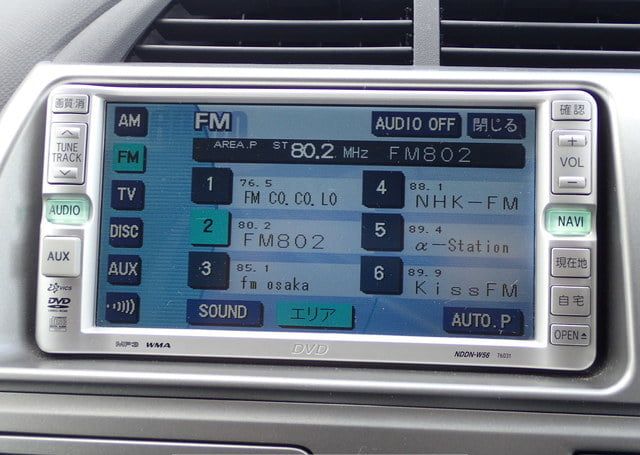 画質・消
TUNE
TRACK
AUDIO
AUX
VICS
DVD
AM
FM
TV
DISC
AUX
FM
AUDIO OFF
閉じる
AREA.P
ST
80.2 MHz
FM802
1
76.5
FM CO.CO.LO
4
88.1
NHK-FM
2
80.2
FM802
5
89.4
α-Station
3
85.1
fm osaka
6
89.9
KissFM
SOUND
エリア
AUTO.P
MP3 WMA
DVD
NDDN-W56 76031
確認
+
VOL
−
NAVI
現在地
自宅
OPEN